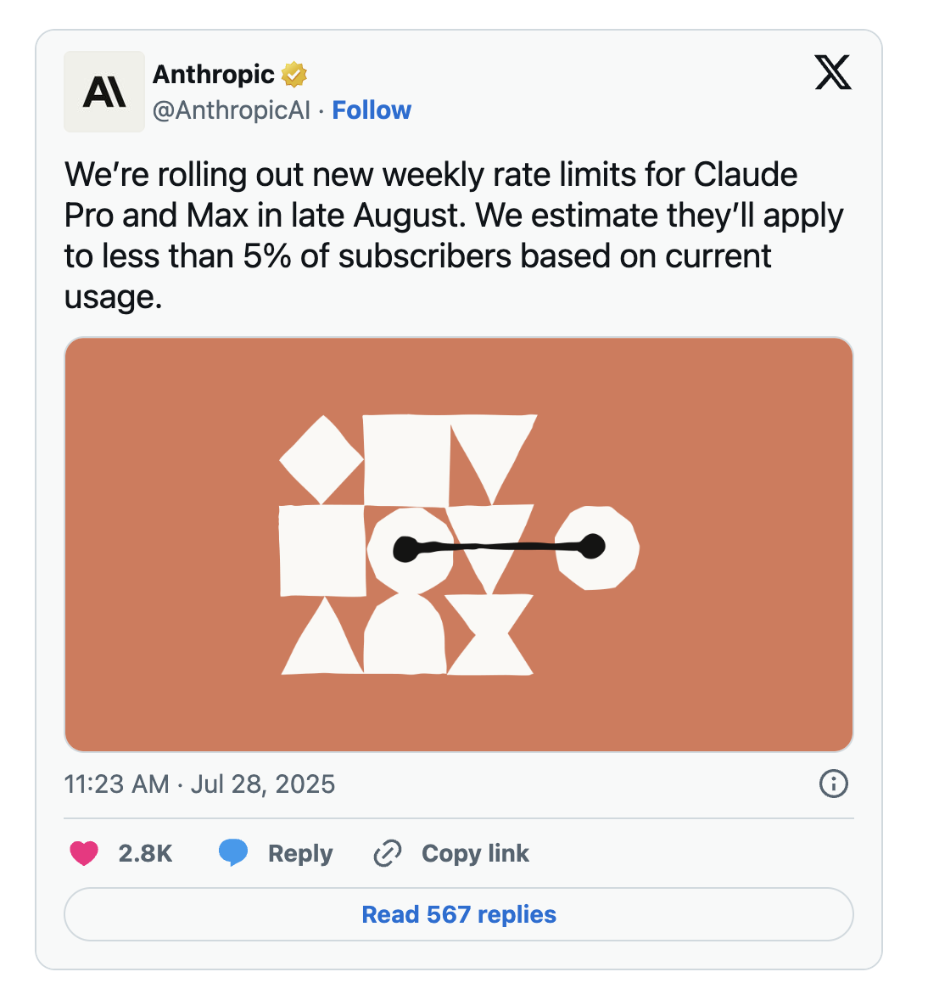 Anthropic
@AnthropicAI · Follow
We’re rolling out new weekly rate limits for Claude
Pro and Max in late August. We estimate they’ll apply
to less than 5% of subscribers based on current
usage.
11:23 AM · Jul 28, 2025
2.8K Reply Copy link
Read 567 replies